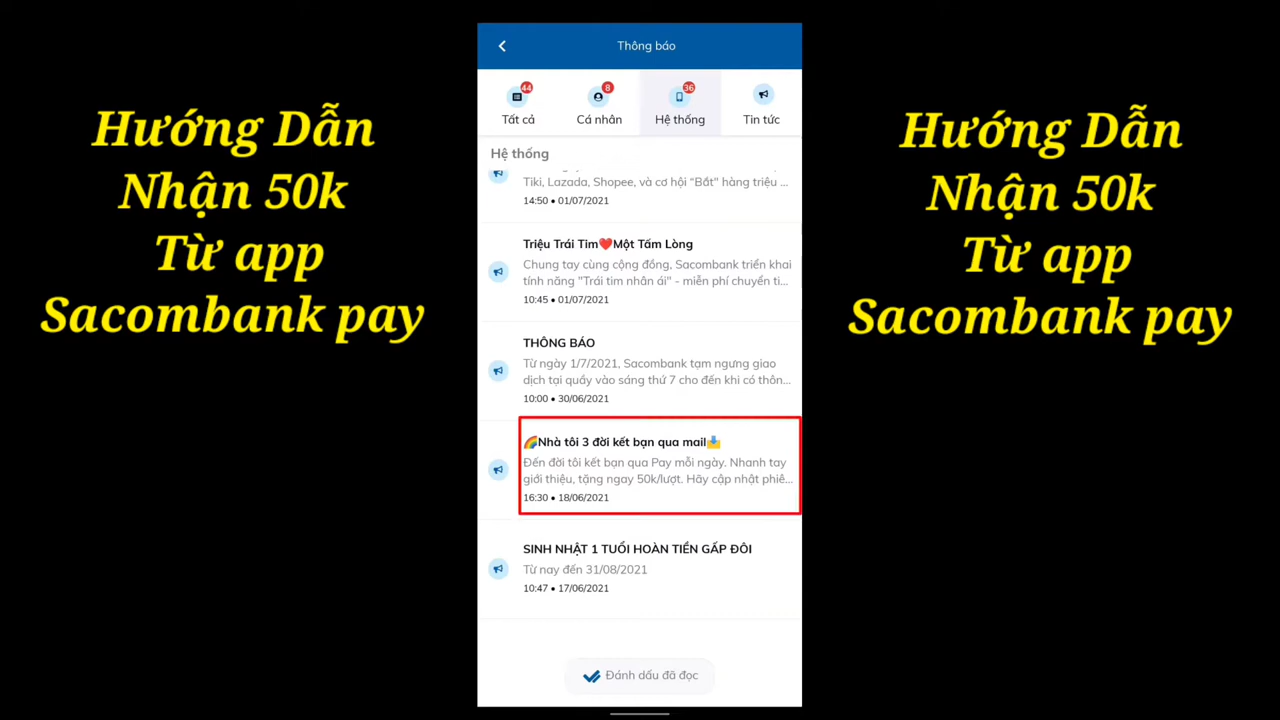 Hướng Dẫn
Nhận 50k
Từ app
Sacombank pay
Thông báo
44
8
36
Tất cả
Cá nhân
Hệ thống
Tin tức
Hệ thống
Tiki, Lazada, Shopee, và cơ hội “Bắt" hàng triệu ...
14:50 • 01/07/2021
Triệu Trái Tim❤️Một Tấm Lòng
Chung tay cùng cộng đồng, Sacombank triển khai
tính năng "Trái tim nhân ái" - miễn phí chuyển ti...
10:45 • 01/07/2021
THÔNG BÁO
Từ ngày 1/7/2021, Sacombank tạm ngưng giao
dịch tại quầy vào sáng thứ 7 cho đến khi có thôn...
10:00 • 30/06/2021
🌈Nhà tôi 3 đời kết bạn qua mail📩
Đến đời tôi kết bạn qua Pay mỗi ngày. Nhanh tay
giới thiệu, tặng ngay 50k/lượt. Hãy cập nhật phiê...
16:30 • 18/06/2021
SINH NHẬT 1 TUỔI HOÀN TIỀN GẤP ĐÔI
Từ nay đến 31/08/2021
10:47 • 17/06/2021
Đánh dấu đã đọc
Hướng Dẫn
Nhận 50k
Từ app
Sacombank pay